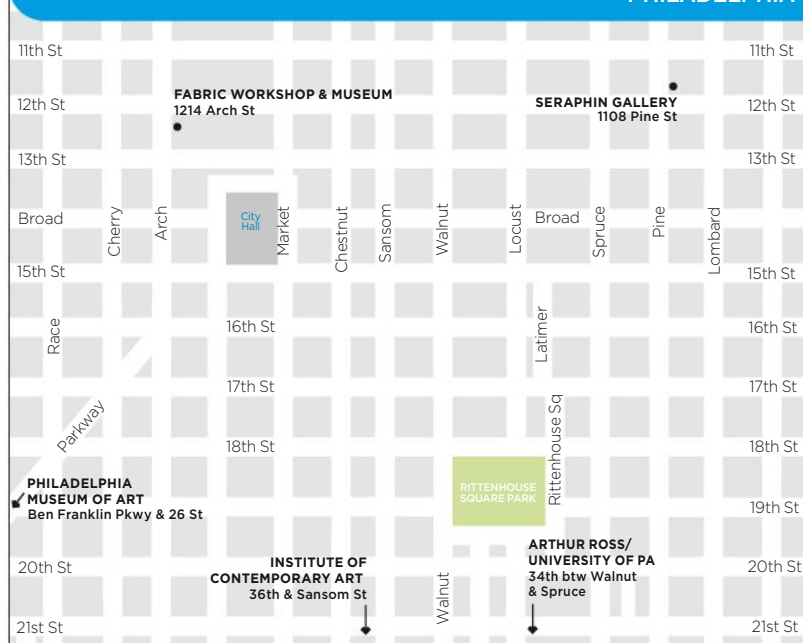 11th St
11th St
FABRIC WORKSHOP & MUSEUM
1214 Arch St
12th St
SERAPHIN GALLERY
1108 Pine St
12th St
13th St
13th St
Broad
Cherry
Arch
City
Hall
Market
Chestnut
Sansom
Walnut
Locust
Broad
Spruce
Pine
Lombard
15th St
15th St
Race
16th St
Latimer
16th St
17th St
17th St
Parkway
18th St
Rittenhouse Sq
18th St
RITTENHOUSE
SQUARE PARK
PHILADELPHIA
MUSEUM OF ART
Ben Franklin Pkwy & 26 St
19th St
20th St
INSTITUTE OF
CONTEMPORARY ART
36th & Sansom St
Walnut
ARTHUR ROSS/
UNIVERSITY OF PA
34th btw Walnut
& Spruce
20th St
21st St
21st St